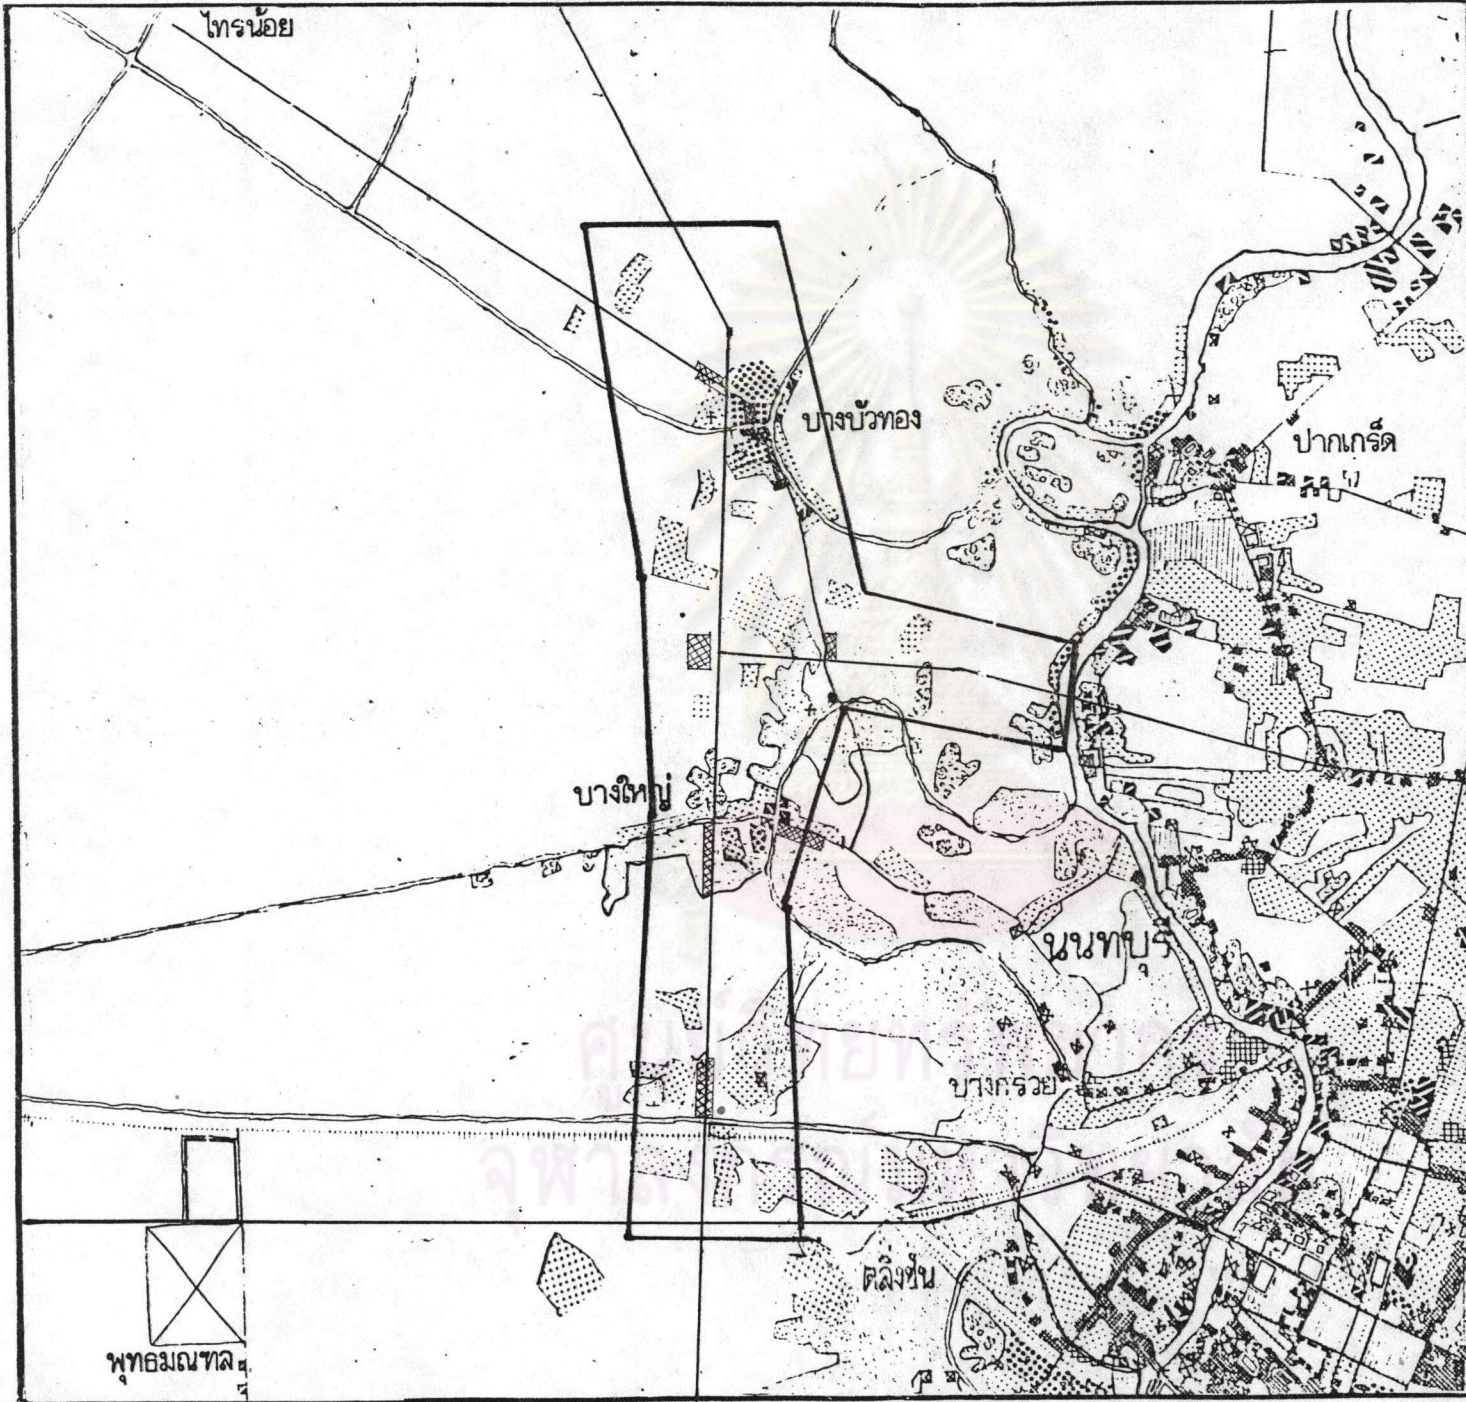 ไทรน้อย
บางบัวทอง
ปากเกร็ด
บางใหญ่
นนทบุรี
บางกรวย
ตลิ่งชัน
พุทธมณฑล